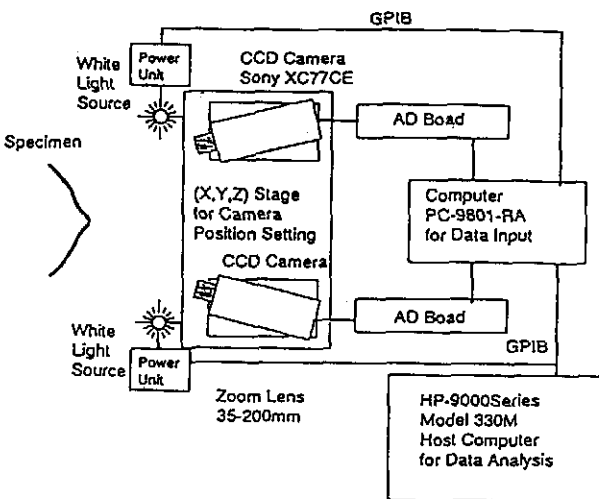 GPIB
White
Light
Source
Power
Unit
CCD Camera
Sony XC77CE
AD Boad
Specimen
(X,Y,Z) Stage
for Camera
Position Setting
Computer
PC-9801-RA
for Data Input
CCD Camera
AD Boad
White
Light
Source
Power
Unit
GPIB
Zoom Lens
35-200mm
HP-9000Series
Model 330M
Host Computer
for Data Analysis